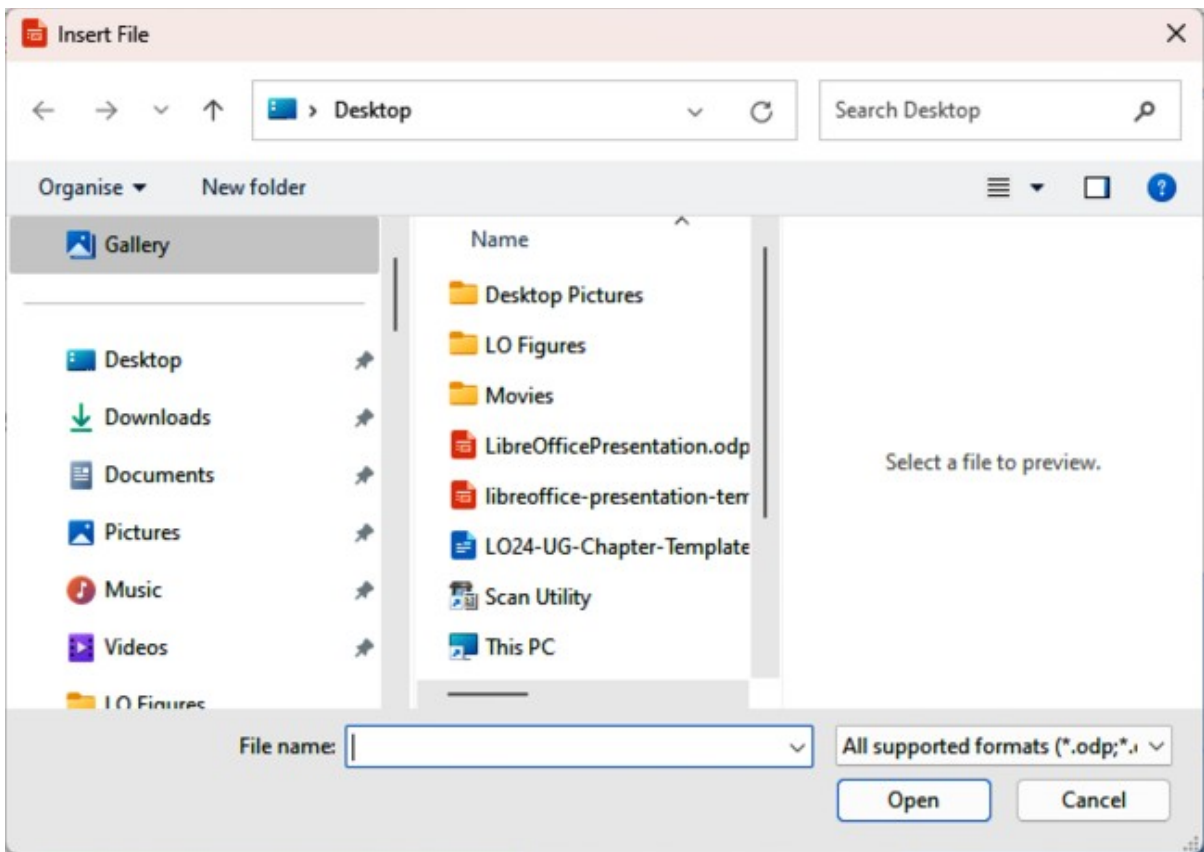 Insert File
Desktop
Search Desktop
Organise
New folder
Gallery
Desktop
Downloads
Documents
Pictures
Music
Videos
LO Figures
Name
Desktop Pictures
LO Figures
Movies
LibreOfficePresentation.odp
libreoffice-presentation-tem
LO24-UG-Chapter-Template
Scan Utility
This PC
Select a file to preview.
File name:
All supported formats (*.odp;*.
Open
Cancel